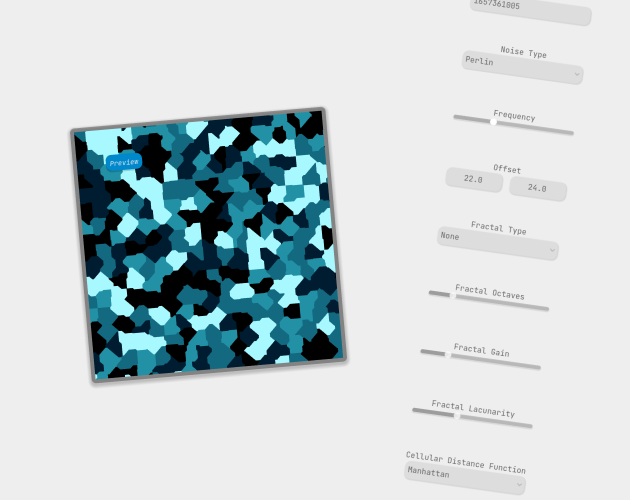 1657361005
Noise Type
Perlin
Frequency
Offset
22.0
24.0
Fractal Type
None
Fractal Octaves
Fractal Gain
Fractal Lacunarity
Cellular Distance Function
Manhattan
Preview